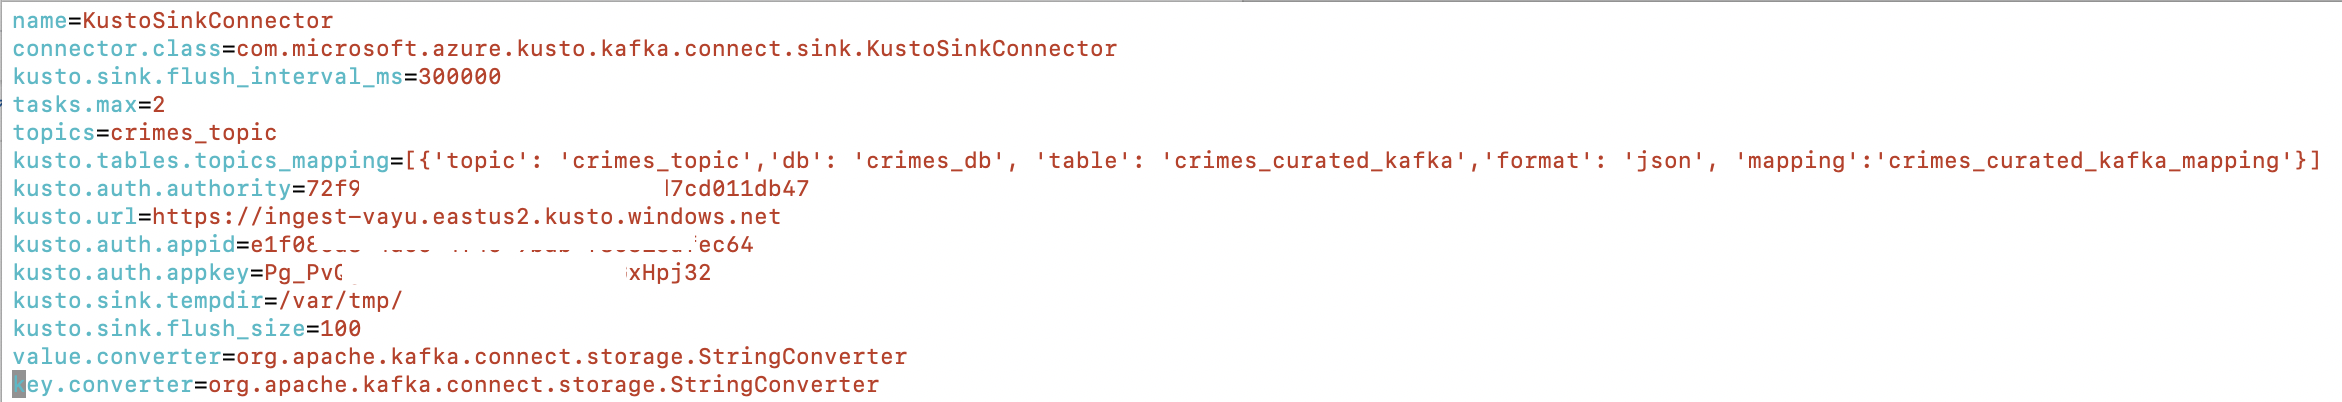 name=KustoSinkConnector
connector.class=com.microsoft.azure.kusto.kafka.connect.sink.KustoSinkConnector
kusto.sink.flush_interval_ms=300000
tasks.max=2
topics=crimes_topic
kusto.tables.topics_mapping=[{'topic': 'crimes_topic','db': 'crimes_db', 'table': 'crimes_curated_kafka','format': 'json', 'mapping':'crimes_curated_kafka_mapping'}]
kusto.auth.authority=72f9 7cd011db47
kusto.url=https://ingest-vayu.eastus2.kusto.windows.net
kusto.auth.appid=e1f08 ec64
kusto.auth.appkey=Pg_Pv xHpj32
kusto.sink.tempdir=/var/tmp/
kusto.sink.flush_size=100
value.converter=org.apache.kafka.connect.storage.StringConverter
key.converter=org.apache.kafka.connect.storage.StringConverter